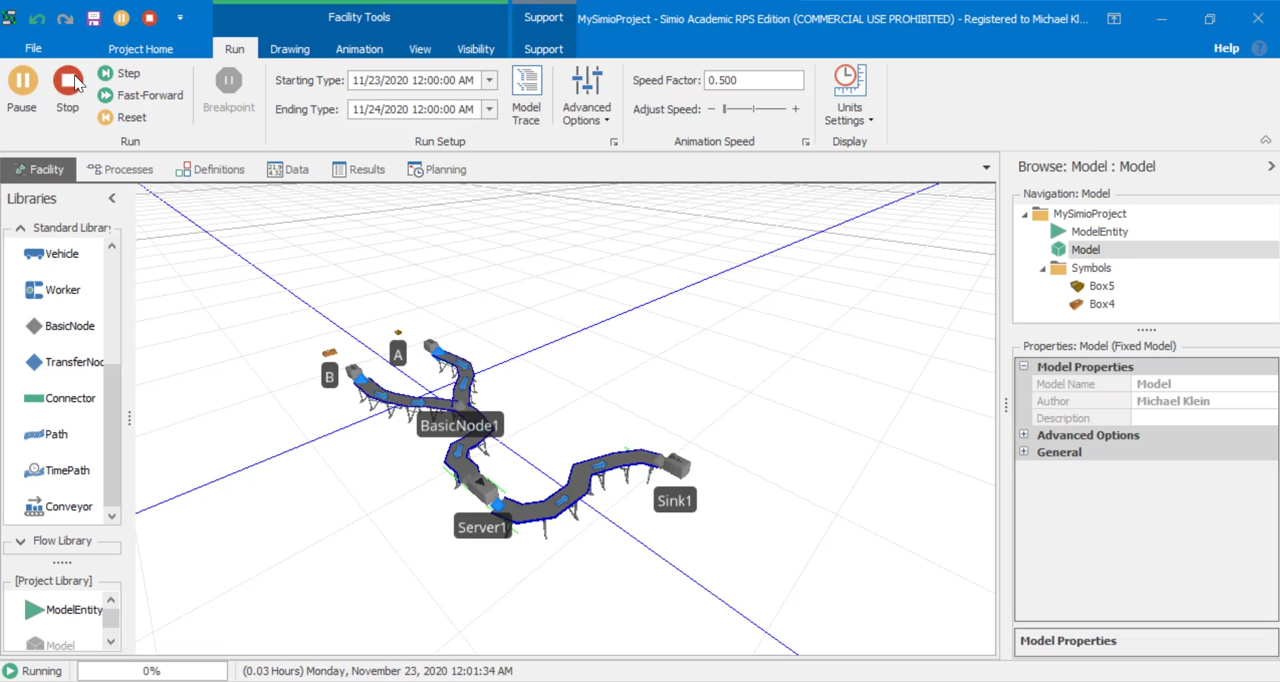 Facility Tools
Support
MySimioProject - Simio Academic RPS Edition (COMMERCIAL USE PROHIBITED) - Registered to Michael Kl...
File
Project Home
Run
Drawing
Animation
View
Visibility
Support
Help
Pause
Stop
Step
Fast-Forward
Reset
Run
Breakpoint
Starting Type: 11/23/2020 12:00:00 AM
Ending Type: 11/24/2020 12:00:00 AM
Model Trace
Advanced Options
Run Setup
Speed Factor: 0.500
Adjust Speed: − +
Animation Speed
Units Settings
Display
Facility
Processes
Definitions
Data
Results
Planning
Libraries
Standard Library
Vehicle
Worker
BasicNode
TransferNod
Connector
Path
TimePath
Conveyor
Flow Library
[Project Library]
ModelEntity
Model
A
B
BasicNode1
Server1
Sink1
Browse: Model : Model
Navigation: Model
MySimioProject
ModelEntity
Model
Symbols
Box5
Box4
Properties: Model (Fixed Model)
Model Properties
Model Name Model
Author Michael Klein
Description
Advanced Options
General
Model Properties
Running
0%
(0.03 Hours) Monday, November 23, 2020 12:01:34 AM